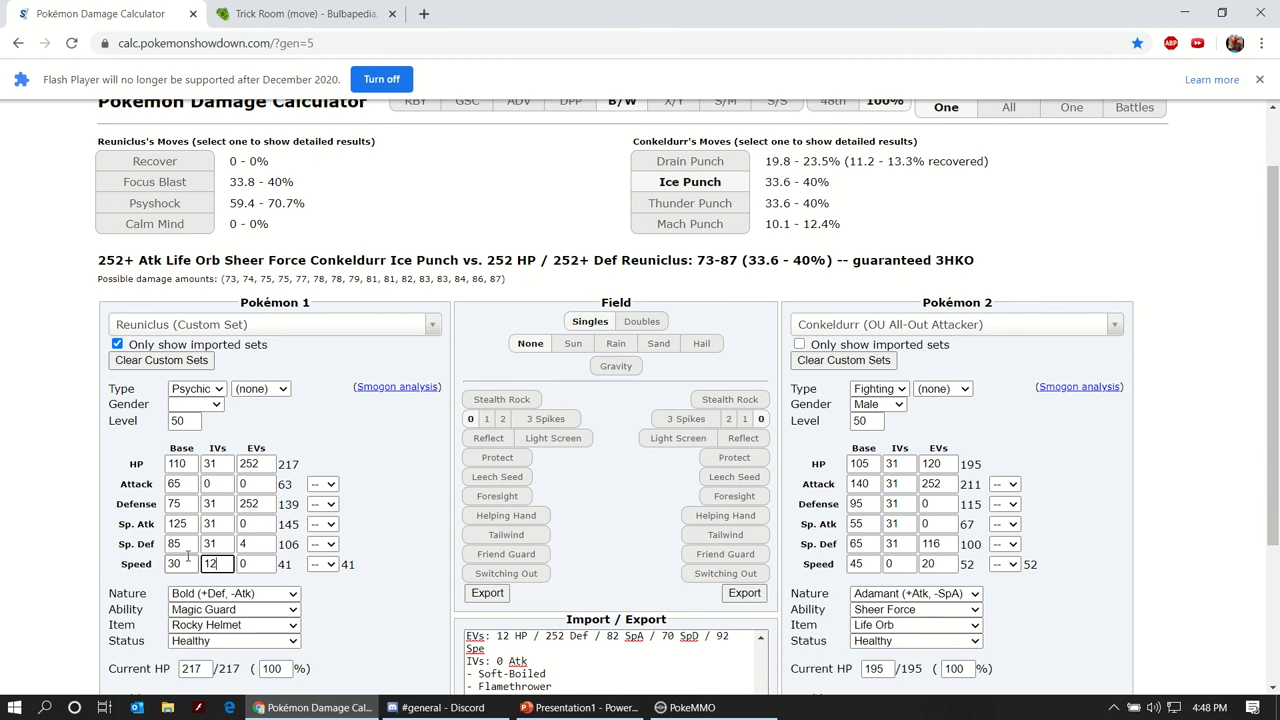 Pokémon Damage Calculator
Trick Room (move) - Bulbapedia,
calc.pokemonshowdown.com/?gen=5
ABP
Flash Player will no longer be supported after December 2020.
Turn off
Learn more
Pokémon Damage Calculator
RBY GSC ADV DPP B/W X/Y S/M S/S 48th 100% One All One Battles
Reuniclus's Moves (select one to show detailed results)
Recover 0 - 0%
Focus Blast 33.8 - 40%
Psyshock 59.4 - 70.7%
Calm Mind 0 - 0%
Conkeldurr's Moves (select one to show detailed results)
Drain Punch 19.8 - 23.5% (11.2 - 13.3% recovered)
Ice Punch 33.6 - 40%
Thunder Punch 33.6 - 40%
Mach Punch 10.1 - 12.4%
252+ Atk Life Orb Sheer Force Conkeldurr Ice Punch vs. 252 HP / 252+ Def Reuniclus: 73-87 (33.6 - 40%) -- guaranteed 3HKO
Possible damage amounts: (73, 74, 75, 75, 77, 78, 78, 79, 81, 81, 82, 83, 83, 84, 86, 87)
Pokémon 1
Reuniclus (Custom Set)
Only show imported sets
Clear Custom Sets
Type Psychic (none) (Smogon analysis)
Gender
Level 50
Base IVs EVs
HP 110 31 252 217
Attack 65 0 0 63 --
Defense 75 31 252 139 --
Sp. Atk 125 31 0 145 --
Sp. Def 85 31 4 106 --
Speed 30 12 0 41 -- 41
Nature Bold (+Def, -Atk)
Ability Magic Guard
Item Rocky Helmet
Status Healthy
Current HP 217 /217 ( 100 %)
Field
Singles Doubles
None Sun Rain Sand Hail
Gravity
Stealth Rock Stealth Rock
0 1 2 3 Spikes 3 Spikes 2 1 0
Reflect Light Screen Light Screen Reflect
Protect Protect
Leech Seed Leech Seed
Foresight Foresight
Helping Hand Helping Hand
Tailwind Tailwind
Friend Guard Friend Guard
Switching Out Switching Out
Export Export
Import / Export
EVs: 12 HP / 252 Def / 82 SpA / 70 SpD / 92
Spe
IVs: 0 Atk
- Soft-Boiled
- Flamethrower
Pokémon 2
Conkeldurr (OU All-Out Attacker)
Only show imported sets
Clear Custom Sets
Type Fighting (none) (Smogon analysis)
Gender Male
Level 50
Base IVs EVs
HP 105 31 120 195
Attack 140 31 252 211 --
Defense 95 31 0 115 --
Sp. Atk 55 31 0 67 --
Sp. Def 65 31 116 100 --
Speed 45 0 20 52 -- 52
Nature Adamant (+Atk, -SpA)
Ability Sheer Force
Item Life Orb
Status Healthy
Current HP 195 /195 ( 100 %)
Pokémon Damage Cal...
#general - Discord
Presentation1 - Powe...
PokeMMO
4:48 PM